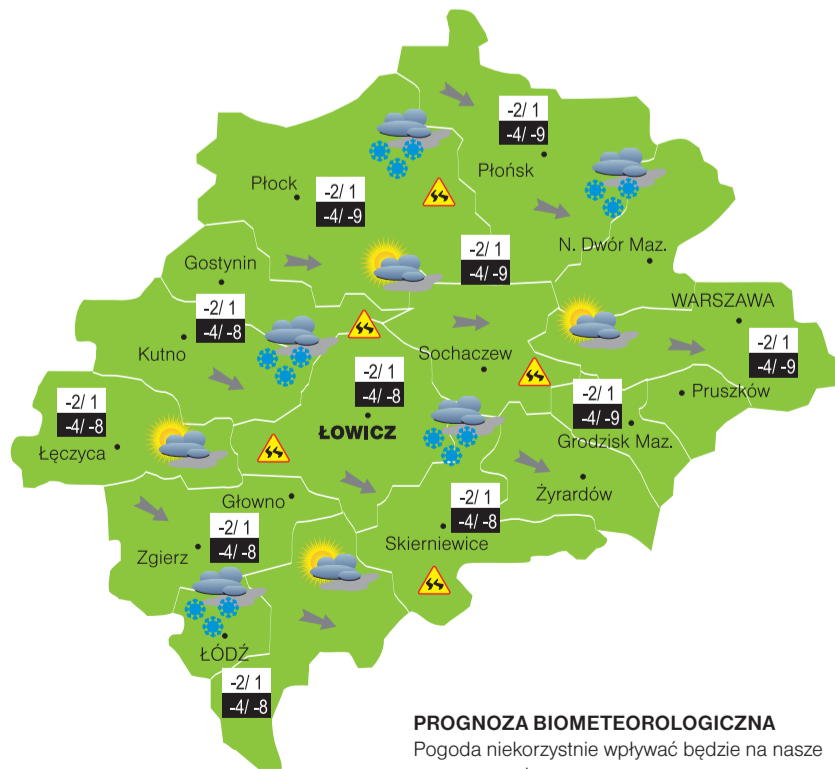 -2/ 1
-4/ -9
Płońsk
Płock
-2/ 1
-4/ -9
N. Dwór Maz.
-2/ 1
-4/ -9
Gostynin
WARSZAWA
-2/ 1
-4/ -8
Kutno
Sochaczew
-2/ 1
-4/ -9
-2/ 1
-4/ -8
ŁOWICZ
Pruszków
-2/ 1
-4/ -9
Grodzisk Maz.
-2/ 1
-4/ -8
Łęczyca
Żyrardów
Głowno
-2/ 1
-4/ -8
Skierniewice
-2/ 1
-4/ -8
Zgierz
ŁÓDŹ
-2/ 1
-4/ -8
PROGNOZA BIOMETEOROLOGICZNA
Pogoda niekorzystnie wpływać będzie na nasze